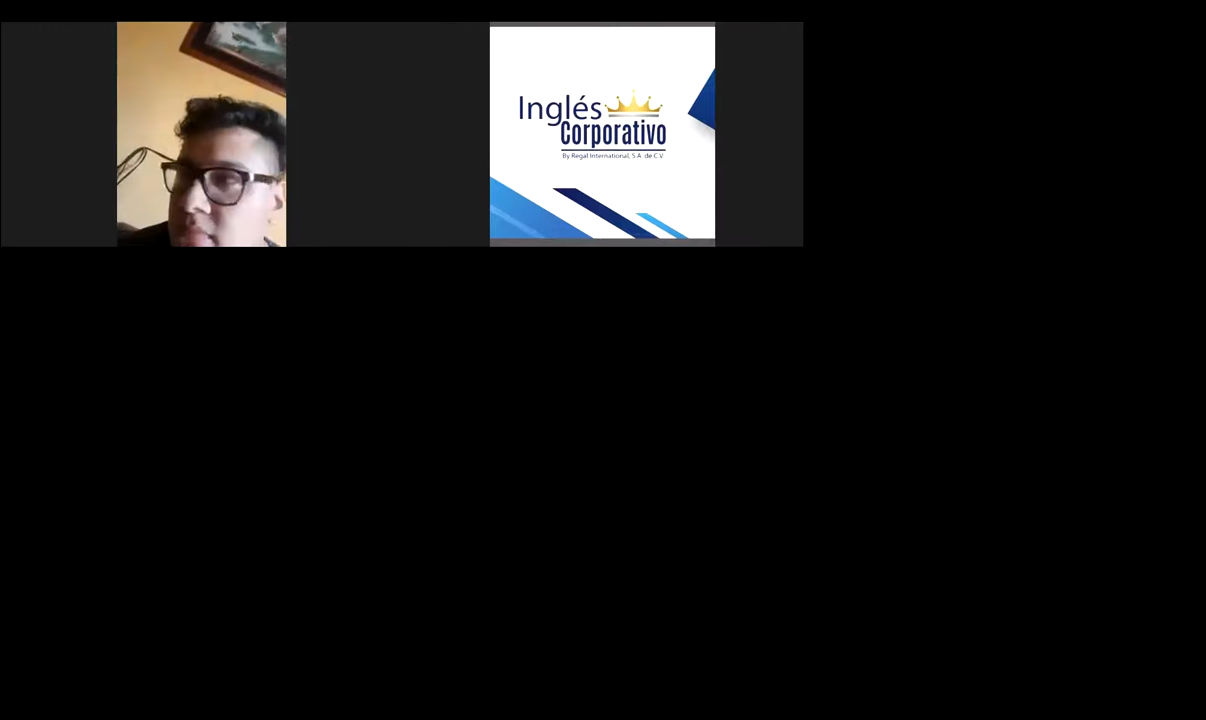 Inglés
Corporativo
By Regal International, S.A. de C.V.